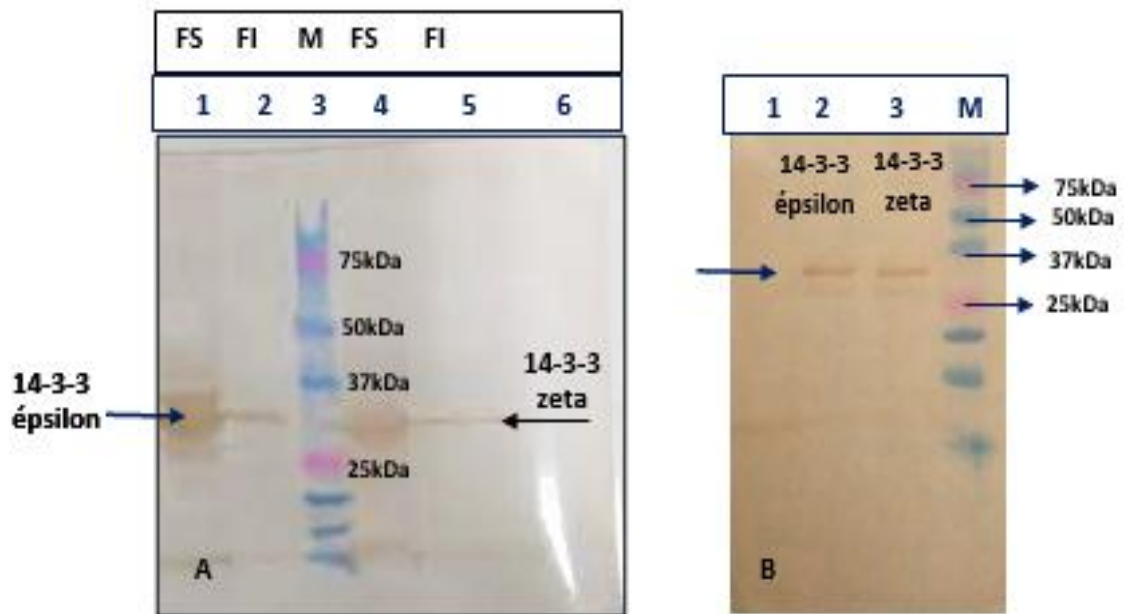 FS FI M FS FI
1 2 3 4 5 6
75kDa
50kDa
37kDa
25kDa
14-3-3
épsilon
14-3-3
zeta
A
1 2 3 M
14-3-3 14-3-3
épsilon zeta
75kDa
50kDa
37kDa
25kDa
B